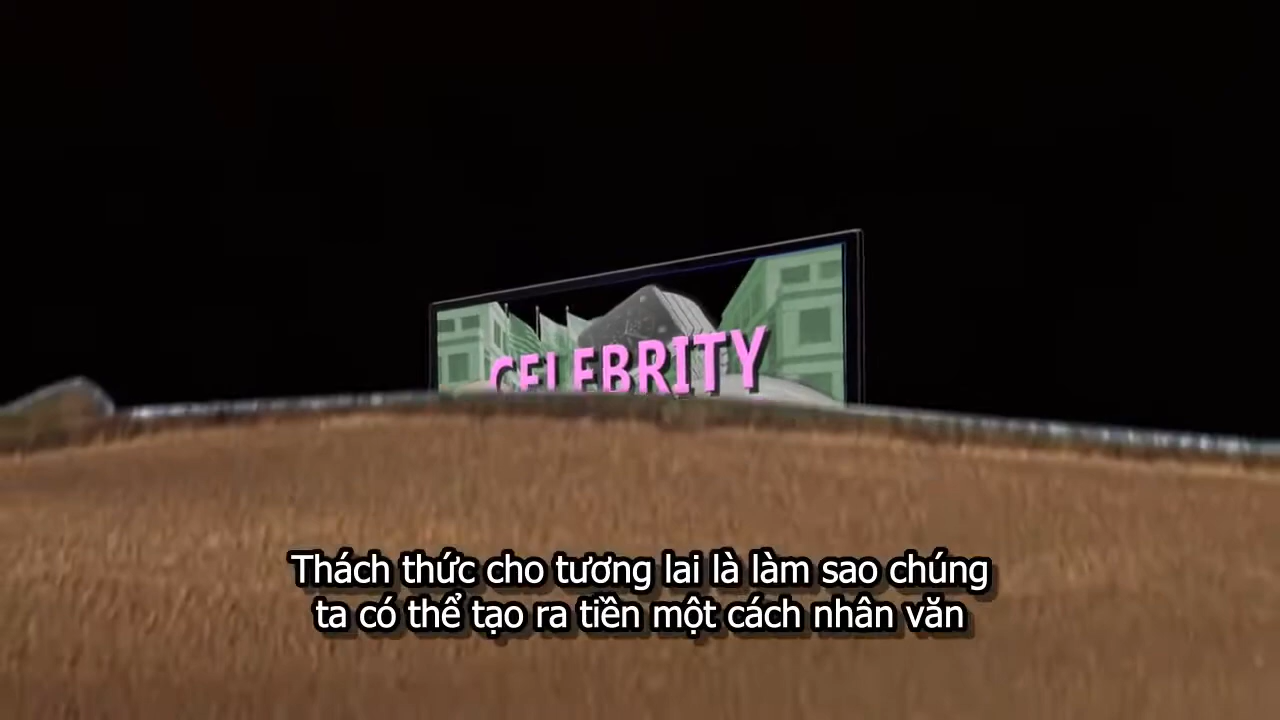 CELEBRITY
Thách thức cho tương lai là làm sao chúng
ta có thể tạo ra tiền một cách nhân văn